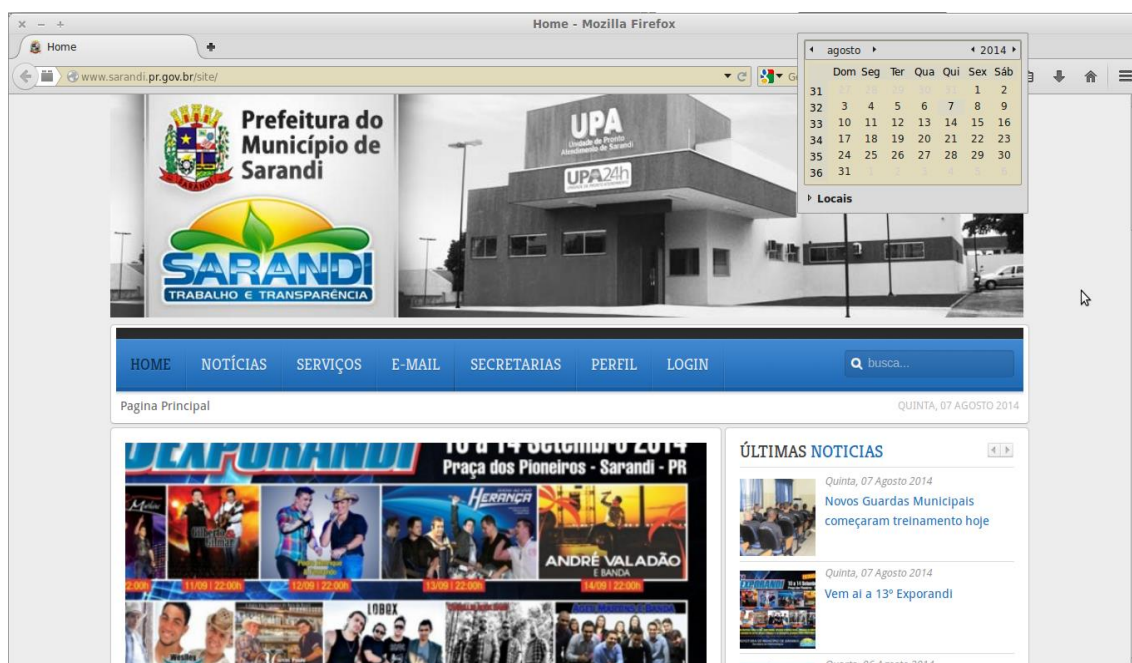 Home - Mozilla Firefox
Home
www.sarandi.pr.gov.br/site/
agosto
2014
Dom Seg Ter Qua Qui Sex Sáb
31 27 28 29 30 31 1 2
32 3 4 5 6 7 8 9
33 10 11 12 13 14 15 16
34 17 18 19 20 21 22 23
35 24 25 26 27 28 29 30
36 31 1 2 3 4 5 6
Locais
Prefeitura do
Município de
Sarandi
SARANDI
SARANDI
TRABALHO E TRANSPARÊNCIA
UPA
Unidade de Pronto
Atendimento de Sarandi
UPA24h
HOME NOTÍCIAS SERVIÇOS E-MAIL SECRETARIAS PERFIL LOGIN
busca...
Pagina Principal
QUINTA, 07 AGOSTO 2014
10 a 14 Setembro 2014
Praça dos Pioneiros - Sarandi - PR
HERANÇA
ANDRÉ VALADÃO
E BANDA
11/09 | 22:00h
12/09 | 22:00h
13/09 | 22:00h
14/09 | 22:00h
ÚLTIMAS NOTICIAS
Quinta, 07 Agosto 2014
Novos Guardas Municipais
começaram treinamento hoje
Quinta, 07 Agosto 2014
Vem ai a 13º Exporandi